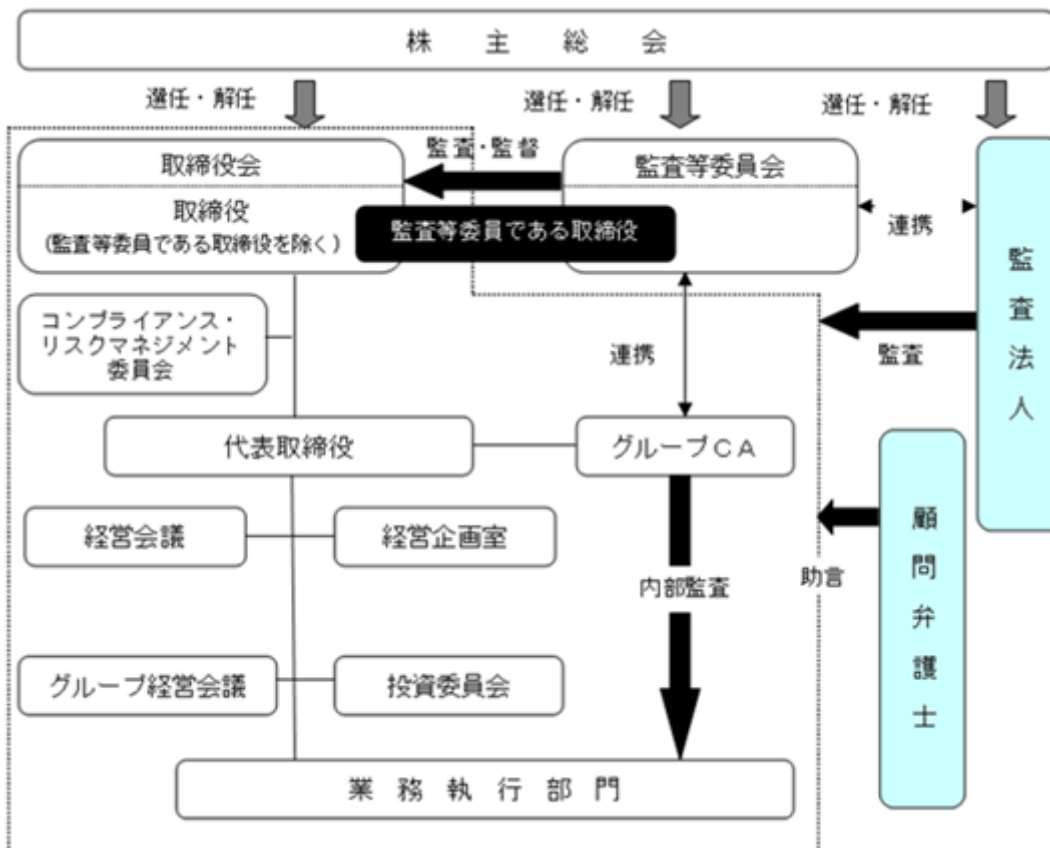 株主総会
選任・解任
選任・解任
選任・解任
取締役会
監査・監督
監査等委員会
取締役
(監査等委員である取締役を除く)
監査等委員である取締役
連携
監査法人
コンプライアンス・
リスクマネジメント
委員会
連携
監査
代表取締役
グループCA
顧問弁護士
経営会議
経営企画室
助言
内部監査
グループ経営会議
投資委員会
業務執行部門